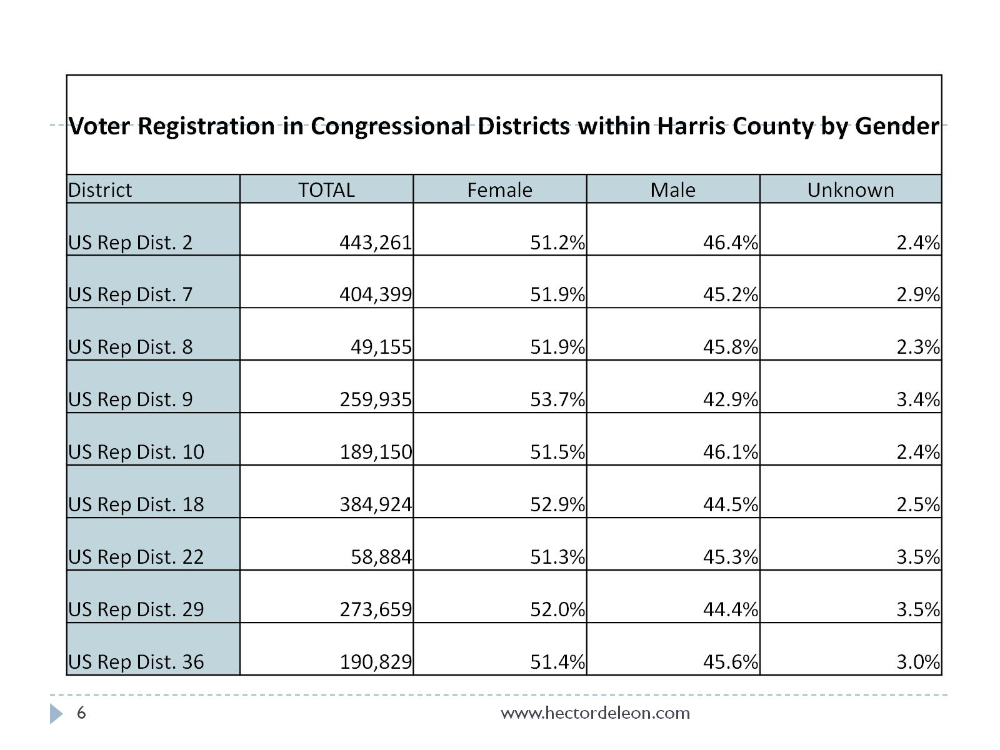 Voter Registration in Congressional Districts within Harris County by Gender
District TOTAL Female Male Unknown
US Rep Dist. 2 443,261 51.2% 46.4% 2.4%
US Rep Dist. 7 404,399 51.9% 45.2% 2.9%
US Rep Dist. 8 49,155 51.9% 45.8% 2.3%
US Rep Dist. 9 259,935 53.7% 42.9% 3.4%
US Rep Dist. 10 189,150 51.5% 46.1% 2.4%
US Rep Dist. 18 384,924 52.9% 44.5% 2.5%
US Rep Dist. 22 58,884 51.3% 45.3% 3.5%
US Rep Dist. 29 273,659 52.0% 44.4% 3.5%
US Rep Dist. 36 190,829 51.4% 45.6% 3.0%
6 www.hectordeleon.com